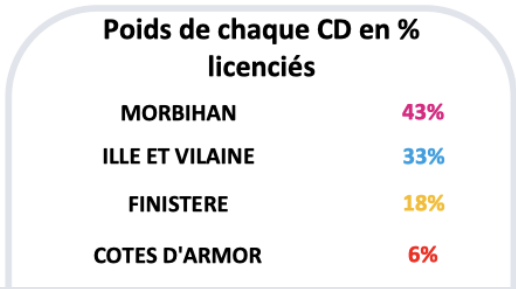 Poids de chaque CD en %
licenciés
MORBIHAN 43%
ILLE ET VILAINE 33%
FINISTERE 18%
COTES D'ARMOR 6%